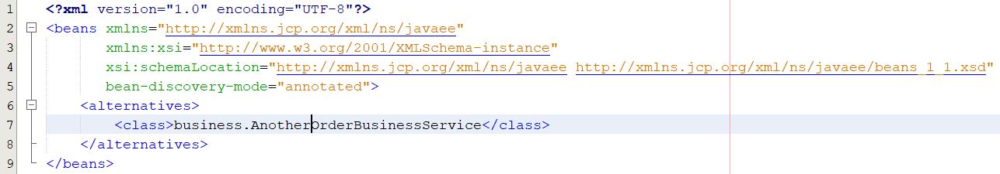 1 <?xml version="1.0" encoding="UTF-8"?>
2 <beans xmlns="http://xmlns.jcp.org/xml/ns/javaee"
3 xmlns:xsi="http://www.w3.org/2001/XMLSchema-instance"
4 xsi:schemaLocation="http://xmlns.jcp.org/xml/ns/javaee http://xmlns.jcp.org/xml/ns/javaee/beans_1_1.xsd"
5 bean-discovery-mode="annotated">
6 <alternatives>
7 <class>business.AnotherOrderBusinessService</class>
8 </alternatives>
9 </beans>